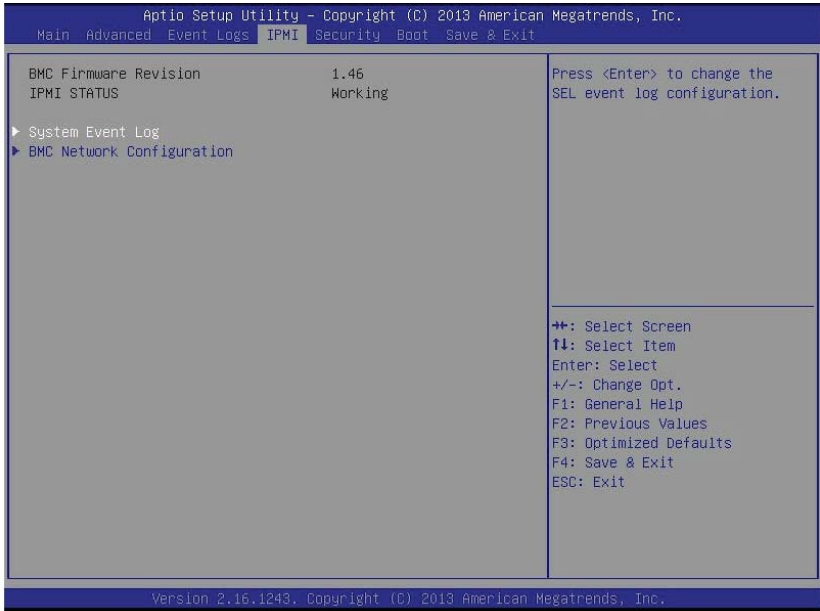 Aptio Setup Utility - Copyright (C) 2013 American Megatrends, Inc.
Main Advanced Event Logs IPMI Security Boot Save & Exit
BMC Firmware Revision 1.46
IPMI STATUS Working
▶ System Event Log
▶ BMC Network Configuration
Press <Enter> to change the
SEL event log configuration.
→←: Select Screen
↑↓: Select Item
Enter: Select
+/-: Change Opt.
F1: General Help
F2: Previous Values
F3: Optimized Defaults
F4: Save & Exit
ESC: Exit
Version 2.16.1243. Copyright (C) 2013 American Megatrends, Inc.